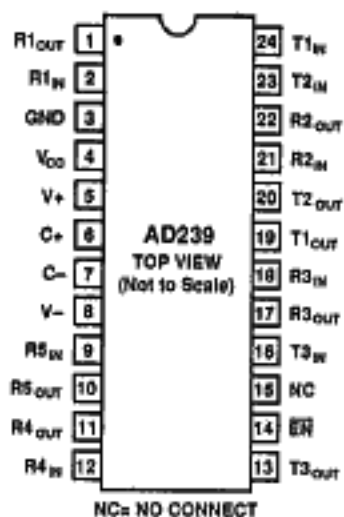 R1OUT 1 24 T1IN
R1IN 2 23 T2IN
GND 3 22 R2OUT
VCC 4 21 R2IN
V+ 5 20 T2OUT
C+ 6 19 T1OUT
C– 7 18 R3IN
V– 8 17 R3OUT
R5IN 9 16 T3IN
R5OUT 10 15 NC
R4OUT 11 14 EN
R4IN 12 13 T3OUT
AD239
TOP VIEW
(Not to Scale)
NC= NO CONNECT